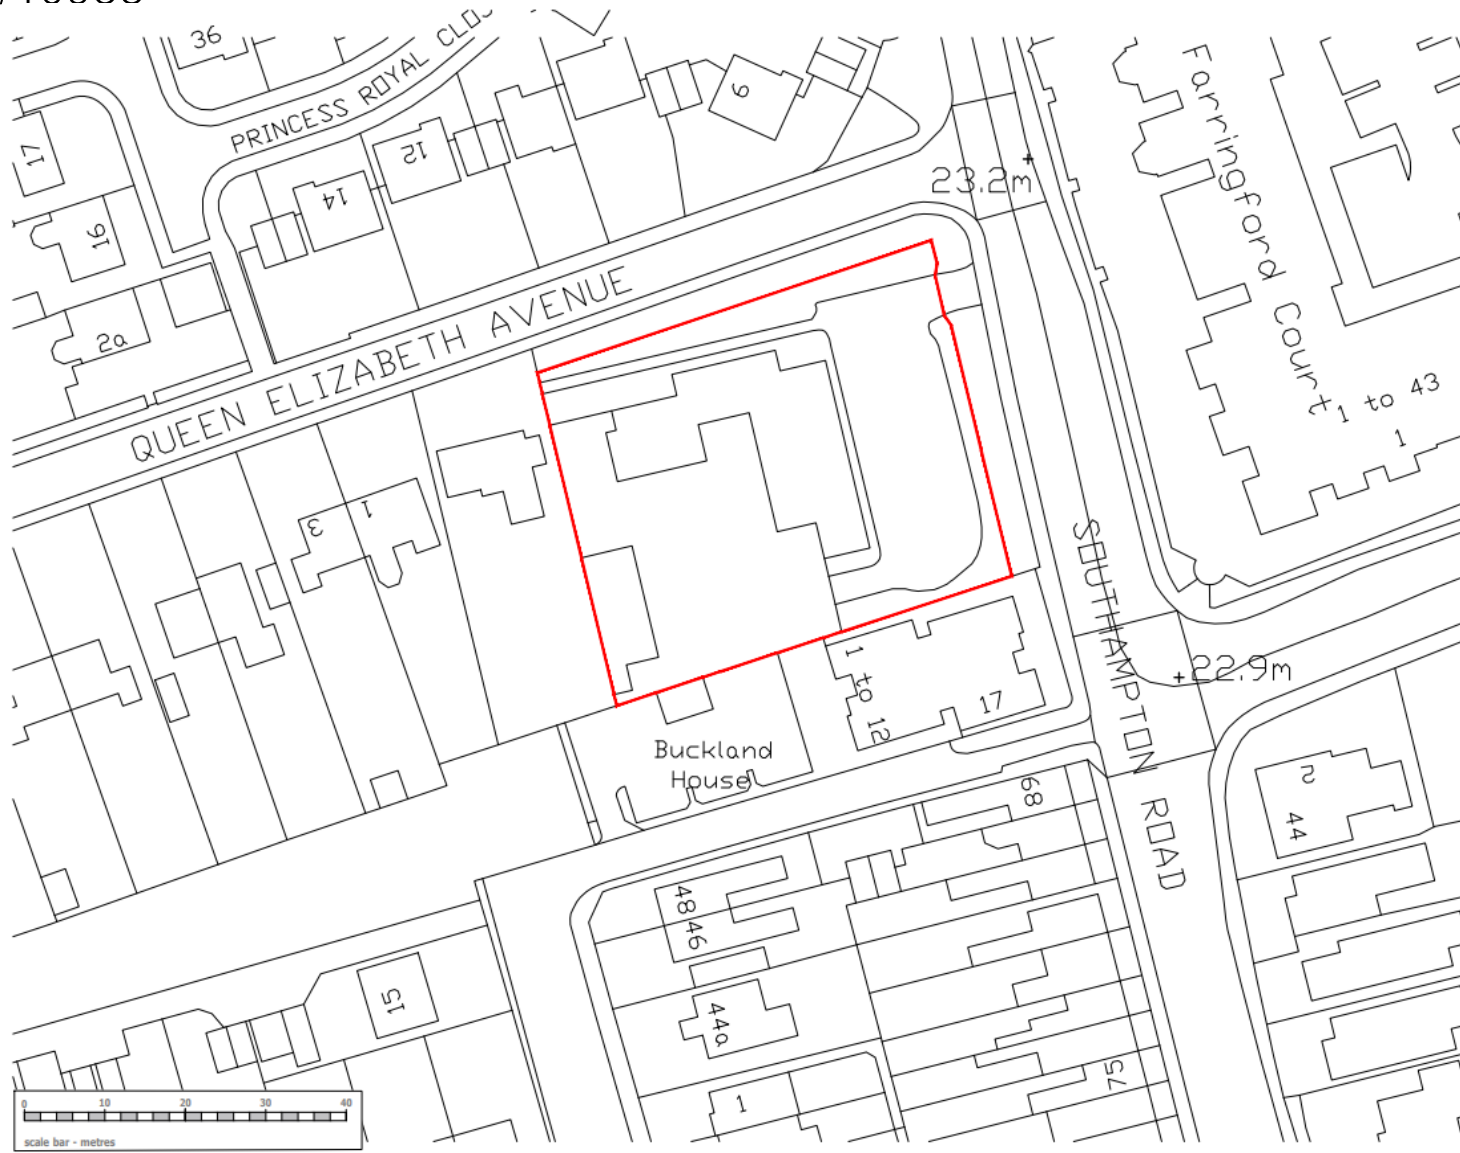 36
PRINCESS ROYAL
9
17
12
14
16
23.2m
Farringford Court
QUEEN ELIZABETH AVENUE
2a
1 to 43
1
1
3
SOUTHAMPTON ROAD
22.9m
1 to 12
17
Buckland
House
68
2
44
48
46
15
44a
57
1
0 10 20 30 40
scale bar - metres